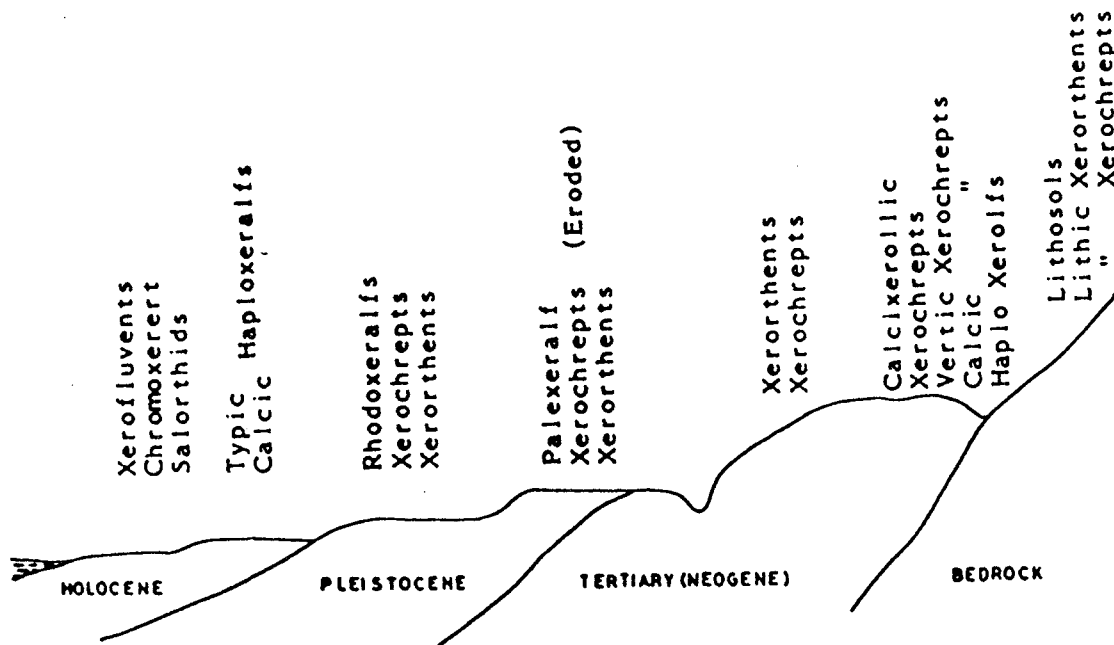 Xerofluvents
Chromoxerert
Salorthids
Typic
Calcic Haploxeralfs
Rhodoxeralfs
Xerochrepts
Xerorthents
Palexeralf (Eroded)
Xerochrepts
Xerorthents
Xerorthents
Xerochrepts
Calcixerollic
Xerochrepts
Vertic Xerochrepts
Calcic "
Haplo Xerolfs
Lithosols
Lithic Xerorthents
" Xerochrepts
HOLOCENE
PLEISTOCENE
TERTIARY (NEOGENE)
BEDROCK